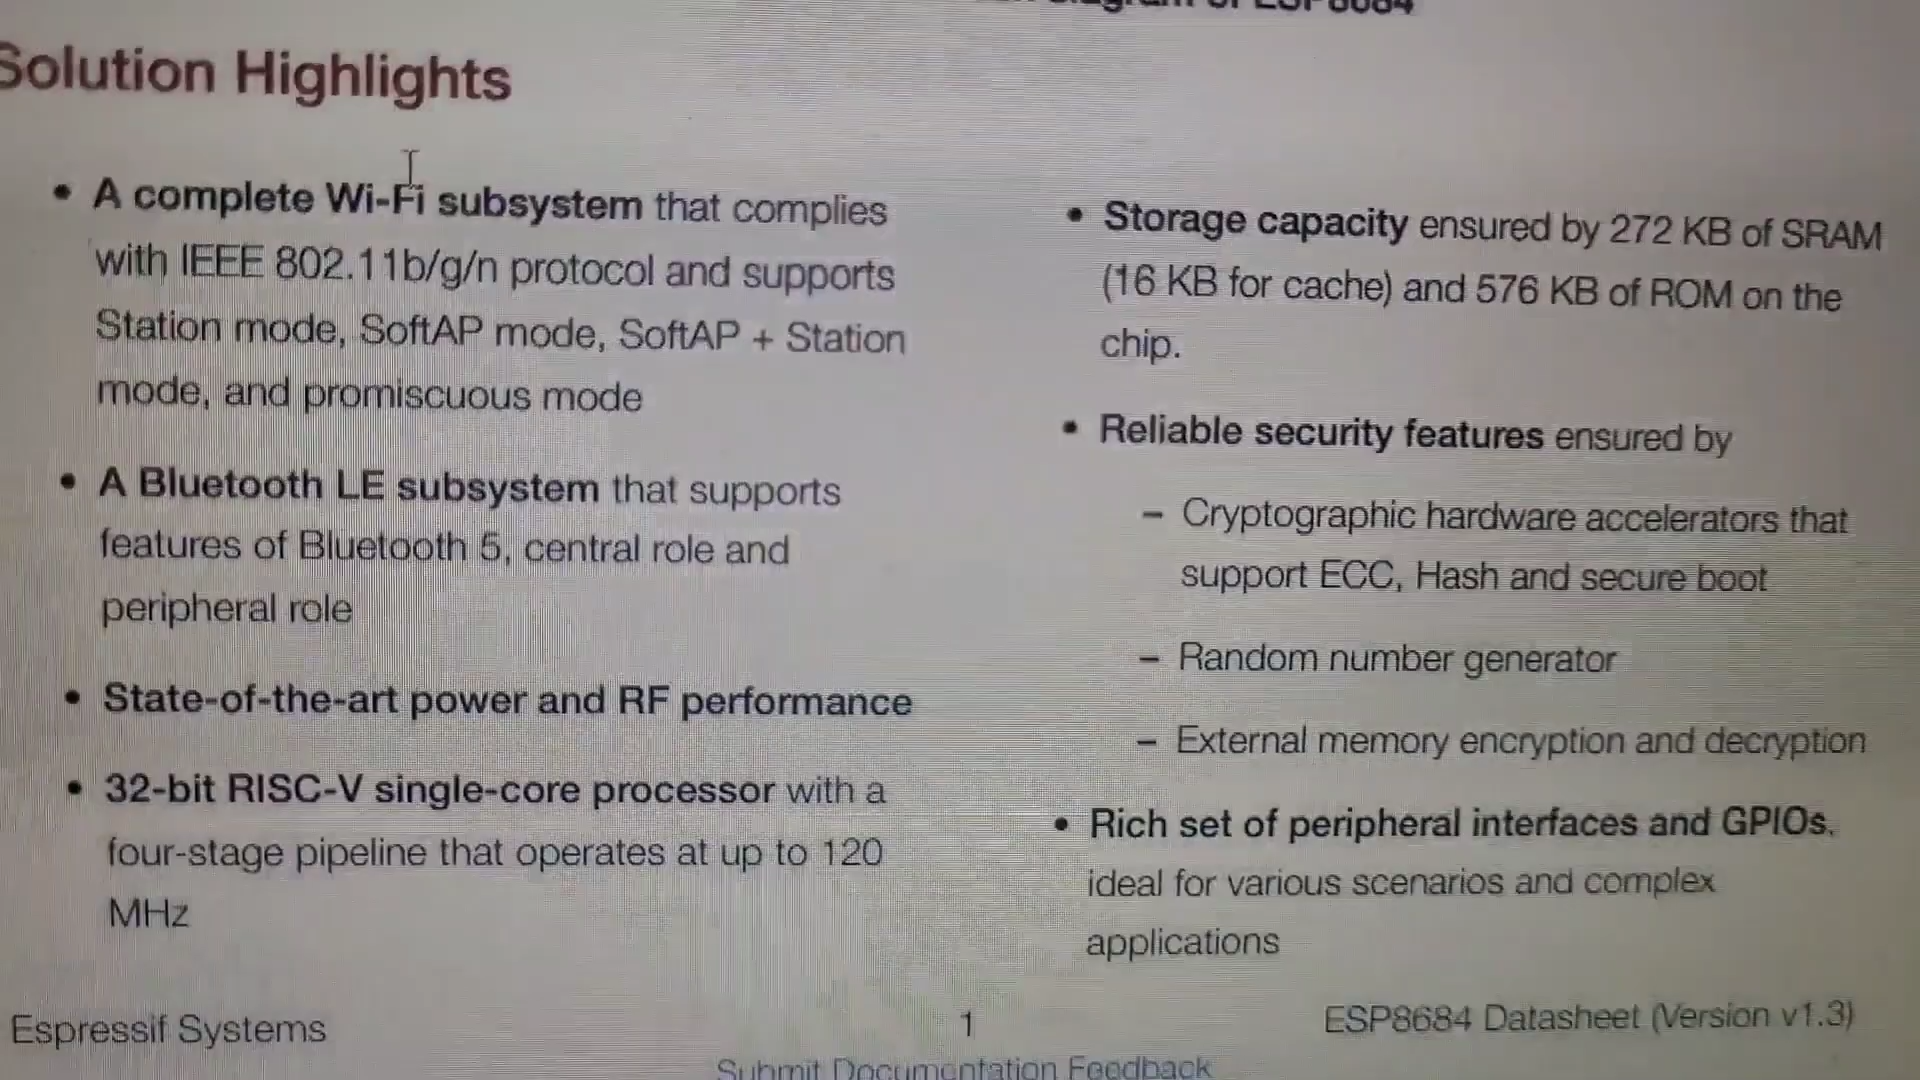 of ESP8684
Solution Highlights
• A complete Wi-Fi subsystem that complies
with IEEE 802.11b/g/n protocol and supports
Station mode, SoftAP mode, SoftAP + Station
mode, and promiscuous mode
• A Bluetooth LE subsystem that supports
features of Bluetooth 5, central role and
peripheral role
• State-of-the-art power and RF performance
• 32-bit RISC-V single-core processor with a
four-stage pipeline that operates at up to 120
MHz
• Storage capacity ensured by 272 KB of SRAM
(16 KB for cache) and 576 KB of ROM on the
chip.
• Reliable security features ensured by
– Cryptographic hardware accelerators that
support ECC, Hash and secure boot
– Random number generator
– External memory encryption and decryption
• Rich set of peripheral interfaces and GPIOs,
ideal for various scenarios and complex
applications
Espressif Systems
1
ESP8684 Datasheet (Version v1.3)
Submit Documentation Feedback